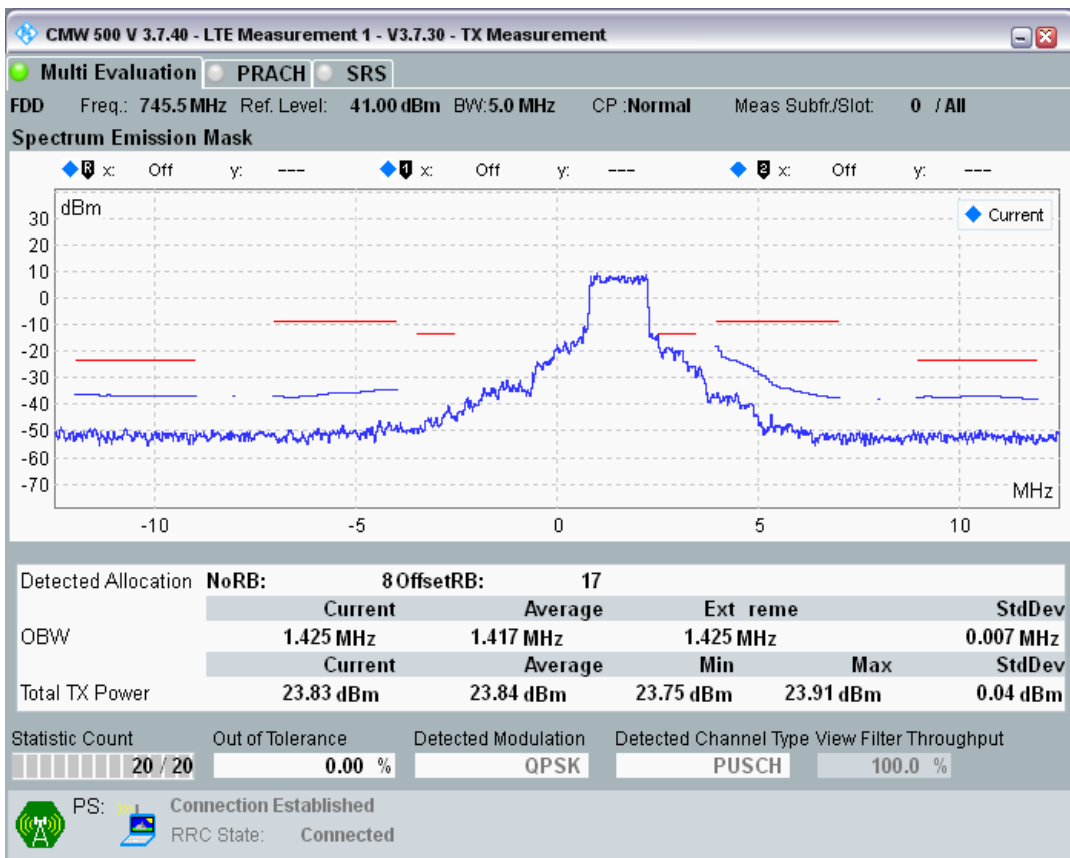 CMW 500 V 3.7.40 - LTE Measurement 1 - V3.7.30 - TX Measurement
Multi Evaluation PRACH SRS
FDD Freq.: 745.5 MHz Ref. Level: 41.00 dBm BW: 5.0 MHz CP : Normal Meas Subfr./Slot: 0 / All
Spectrum Emission Mask
R x: Off y: --- 1 x: Off y: --- 2 x: Off y: ---
dBm
Current
30
20
10
0
-10
-20
-30
-40
-50
-60
-70
MHz
-10 -5 0 5 10
Detected Allocation NoRB: 8 OffsetRB: 17
Current Average Ext reme StdDev
OBW 1.425 MHz 1.417 MHz 1.425 MHz 0.007 MHz
Current Average Min Max StdDev
Total TX Power 23.83 dBm 23.84 dBm 23.75 dBm 23.91 dBm 0.04 dBm
Statistic Count Out of Tolerance Detected Modulation Detected Channel Type View Filter Throughput
20 / 20 0.00 % QPSK PUSCH 100.0 %
PS: Connection Established
RRC State: Connected